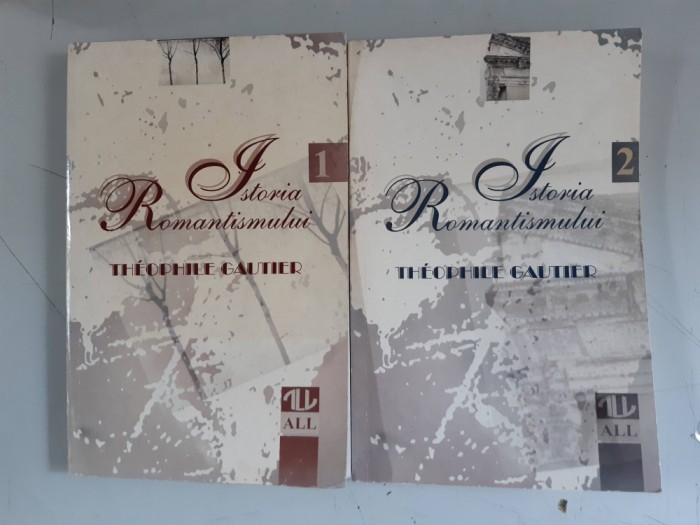 1
Istoria
Romantismului
THÉOPHILE GAUTIER
ALL
2
Istoria
Romantismului
THÉOPHILE GAUTIER
ALL